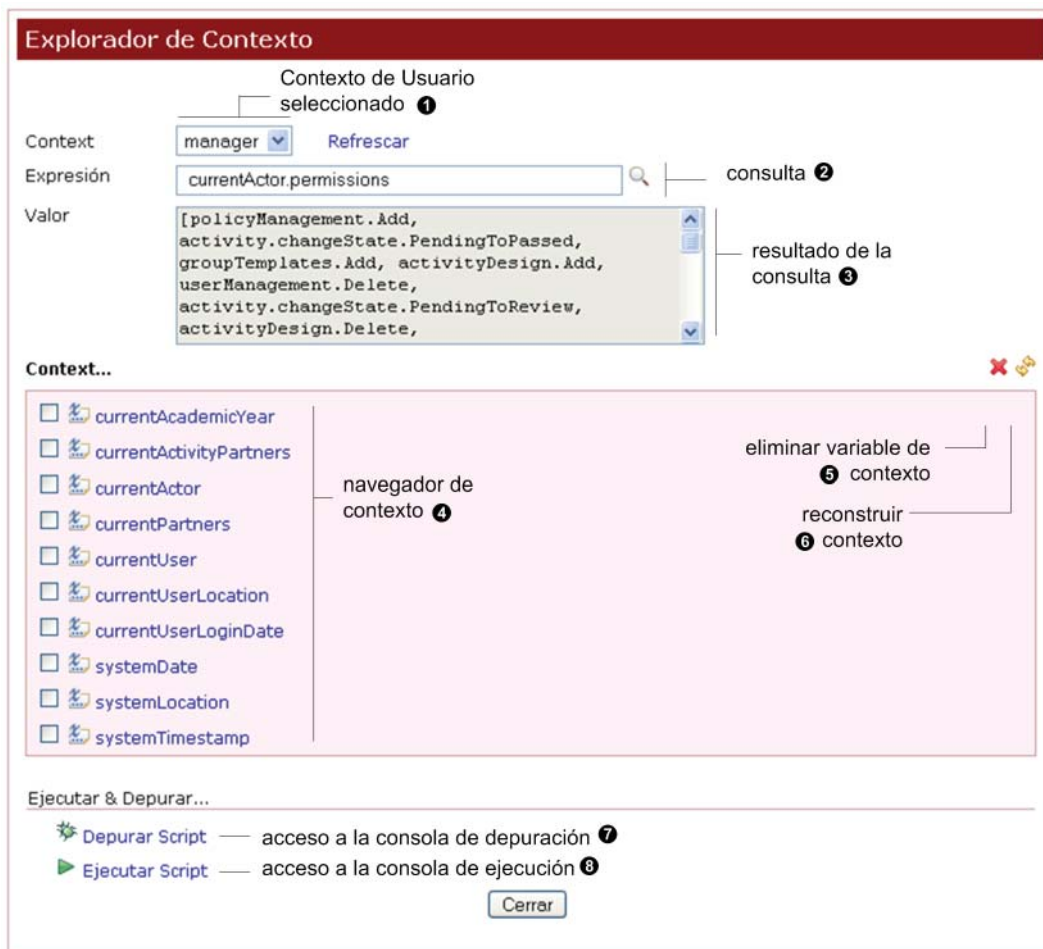 Explorador de Contexto
Contexto de Usuario
seleccionado ❶
Context manager Refrescar
Expresión currentActor.permissions consulta ❷
Valor [policyManagement.Add,
activity.changeState.PendingToPassed,
groupTemplates.Add, activityDesign.Add,
userManagement.Delete,
activity.changeState.PendingToReview,
activityDesign.Delete,
resultado de la
consulta ❸
Context...
currentAcademicYear
currentActivityPartners
currentActor
currentPartners
currentUser
currentUserLocation
currentUserLoginDate
systemDate
systemLocation
systemTimestamp
navegador de
contexto ❹
eliminar variable de
❺ contexto
reconstruir
❻ contexto
Ejecutar & Depurar...
Depurar Script acceso a la consola de depuración ❼
Ejecutar Script acceso a la consola de ejecución ❽
Cerrar